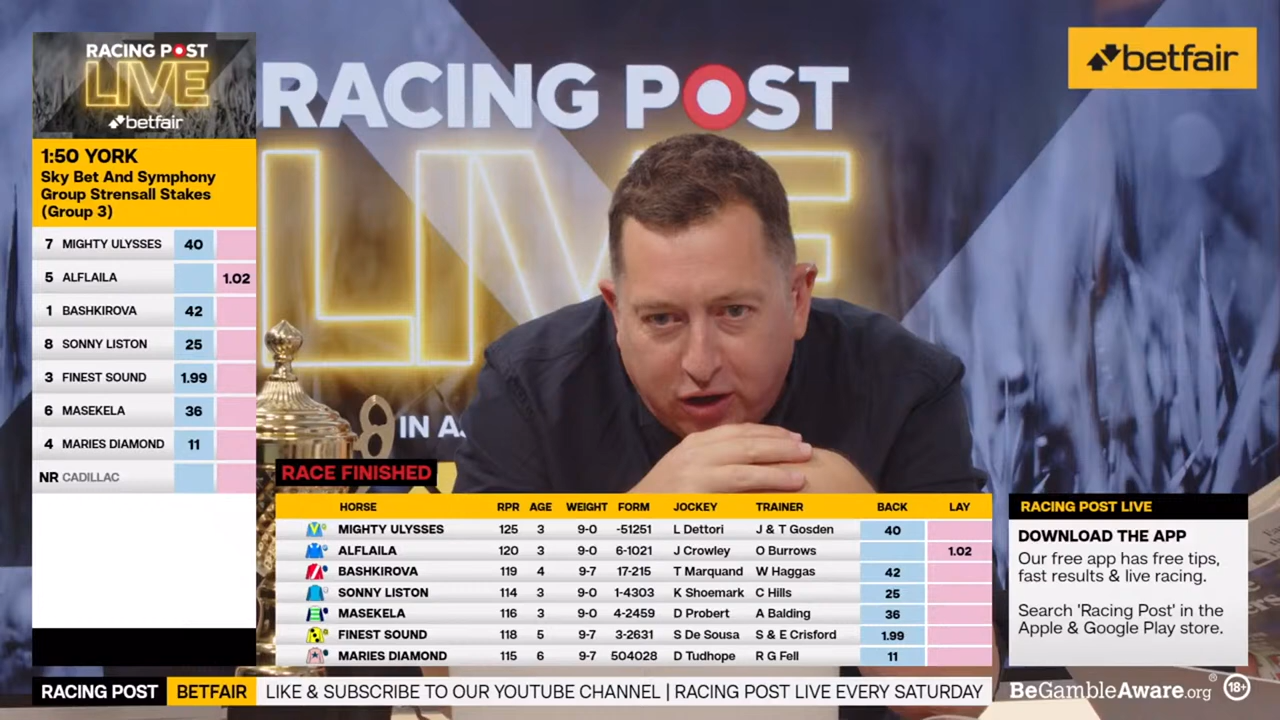 RACING POST
LIVE
betfair
1:50 YORK
Sky Bet And Symphony
Group Strensall Stakes
(Group 3)
7 MIGHTY ULYSSES 40
5 ALFLAILA 1.02
1 BASHKIROVA 42
8 SONNY LISTON 25
3 FINEST SOUND 1.99
6 MASEKELA 36
4 MARIES DIAMOND 11
NR CADILLAC
RACING POST
LIVE
IN
betfair
RACE FINISHED
HORSE RPR AGE WEIGHT FORM JOCKEY TRAINER BACK LAY
MIGHTY ULYSSES 125 3 9-0 -51251 L Dettori J & T Gosden 40
ALFLAILA 120 3 9-0 6-1021 J Crowley O Burrows 1.02
BASHKIROVA 119 4 9-7 17-215 T Marquand W Haggas 42
SONNY LISTON 114 3 9-0 1-4303 K Shoemark C Hills 25
MASEKELA 116 3 9-0 4-2459 D Probert A Balding 36
FINEST SOUND 118 5 9-7 3-2631 S De Sousa S & E Crisford 1.99
MARIES DIAMOND 115 6 9-7 504028 D Tudhope R G Fell 11
RACING POST LIVE
DOWNLOAD THE APP
Our free app has free tips,
fast results & live racing.
Search 'Racing Post' in the
Apple & Google Play store.
RACING POST BETFAIR LIKE & SUBSCRIBE TO OUR YOUTUBE CHANNEL | RACING POST LIVE EVERY SATURDAY
BeGambleAware.org® 18+